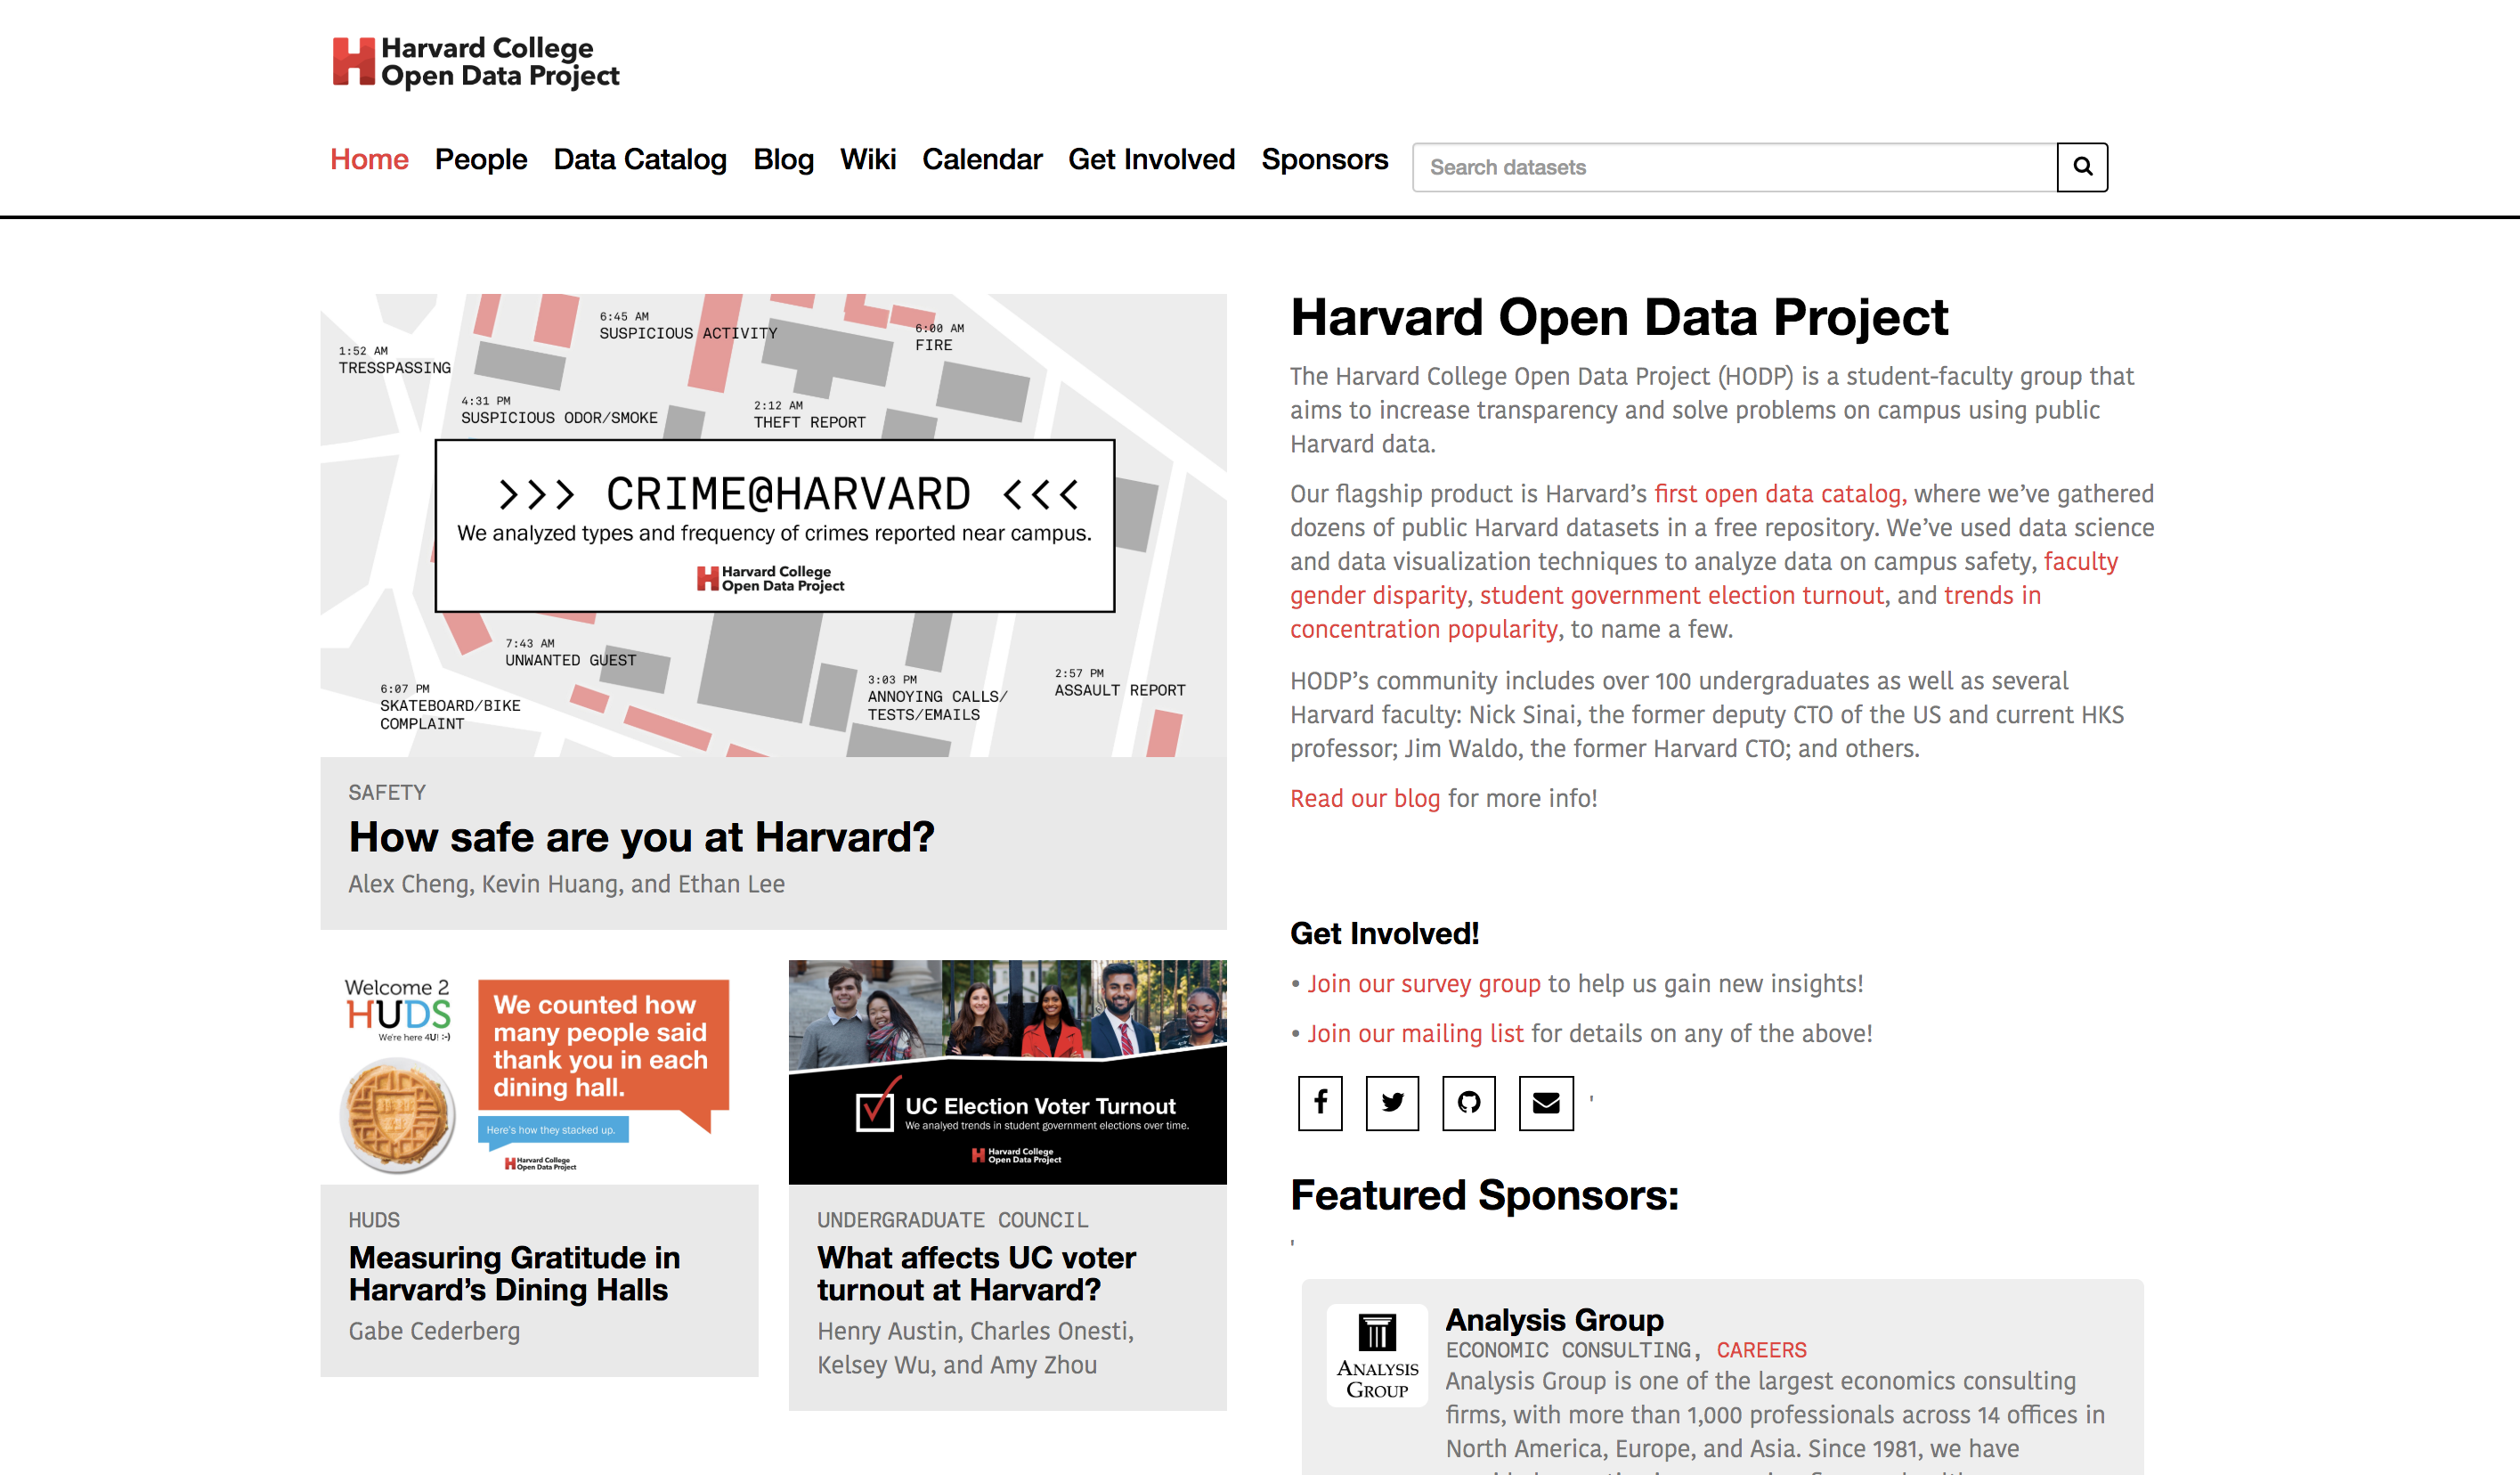 Harvard College
Open Data Project
Home People Data Catalog Blog Wiki Calendar Get Involved Sponsors
Search datasets
6:45 AM
SUSPICIOUS ACTIVITY
6:00 AM
FIRE
1:52 AM
TRESSPASSING
4:31 PM
SUSPICIOUS ODOR/SMOKE
2:12 AM
THEFT REPORT
>>> CRIME@HARVARD <<<
We analyzed types and frequency of crimes reported near campus.
Harvard College
Open Data Project
7:43 AM
UNWANTED GUEST
6:07 PM
SKATEBOARD/BIKE
COMPLAINT
3:03 PM
ANNOYING CALLS/
TESTS/EMAILS
2:57 PM
ASSAULT REPORT
SAFETY
How safe are you at Harvard?
Alex Cheng, Kevin Huang, and Ethan Lee
Welcome 2
HUDS
We're here 4U! :-)
We counted how
many people said
thank you in each
dining hall.
Here's how they stacked up.
Harvard College
Open Data Project
HUDS
Measuring Gratitude in
Harvard’s Dining Halls
Gabe Cederberg
UC Election Voter Turnout
We analyed trends in student government elections over time.
Harvard College
Open Data Project
UNDERGRADUATE COUNCIL
What affects UC voter
turnout at Harvard?
Henry Austin, Charles Onesti,
Kelsey Wu, and Amy Zhou
Harvard Open Data Project
The Harvard College Open Data Project (HODP) is a student-faculty group that
aims to increase transparency and solve problems on campus using public
Harvard data.
Our flagship product is Harvard’s first open data catalog, where we’ve gathered
dozens of public Harvard datasets in a free repository. We’ve used data science
and data visualization techniques to analyze data on campus safety, faculty
gender disparity, student government election turnout, and trends in
concentration popularity, to name a few.
HODP’s community includes over 100 undergraduates as well as several
Harvard faculty: Nick Sinai, the former deputy CTO of the US and current HKS
professor; Jim Waldo, the former Harvard CTO; and others.
Read our blog for more info!
Get Involved!
• Join our survey group to help us gain new insights!
• Join our mailing list for details on any of the above!
'
Featured Sponsors:
'
ANALYSIS
GROUP
Analysis Group
ECONOMIC CONSULTING, CAREERS
Analysis Group is one of the largest economics consulting
firms, with more than 1,000 professionals across 14 offices in
North America, Europe, and Asia. Since 1981, we have